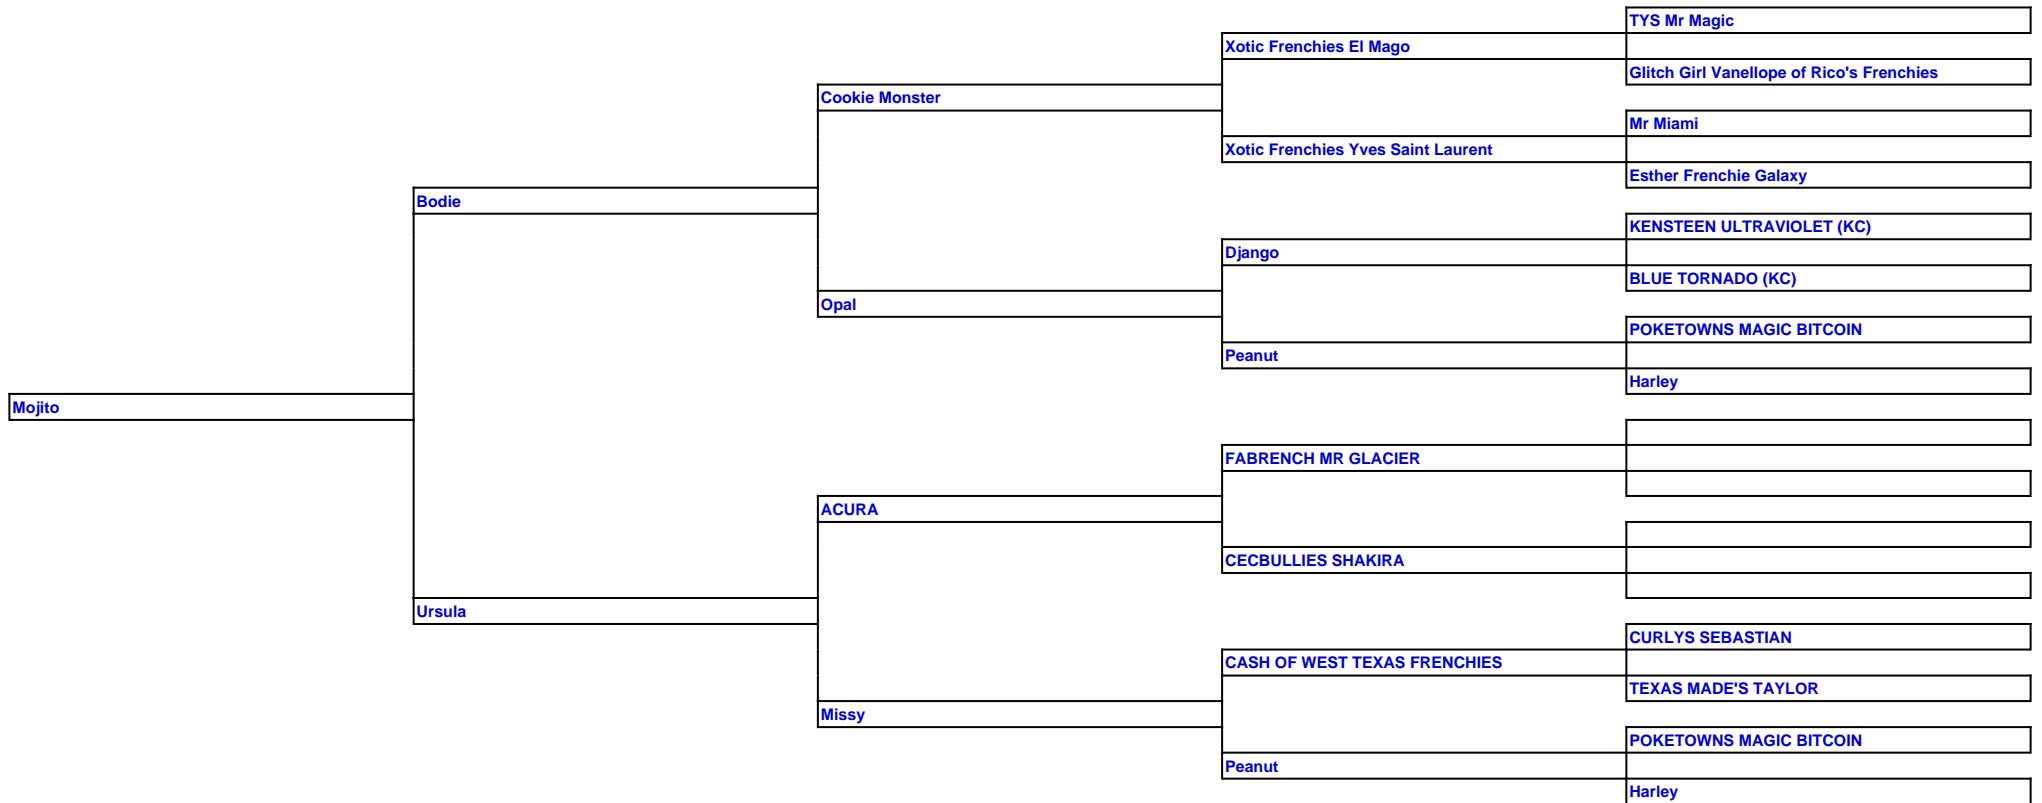 TYS Mr Magic
Xotic Frenchies El Mago
Glitch Girl Vanellope of Rico's Frenchies
Cookie Monster
Mr Miami
Xotic Frenchies Yves Saint Laurent
Esther Frenchie Galaxy
Bodie
KENSTEEN ULTRAVIOLET (KC)
Django
BLUE TORNADO (KC)
Opal
POKETOWNS MAGIC BITCOIN
Peanut
Harley
Mojito
FABRENCH MR GLACIER
ACURA
CECBULLIES SHAKIRA
Ursula
CURLYS SEBASTIAN
CASH OF WEST TEXAS FRENCHIES
TEXAS MADE'S TAYLOR
Missy
POKETOWNS MAGIC BITCOIN
Peanut
Harley